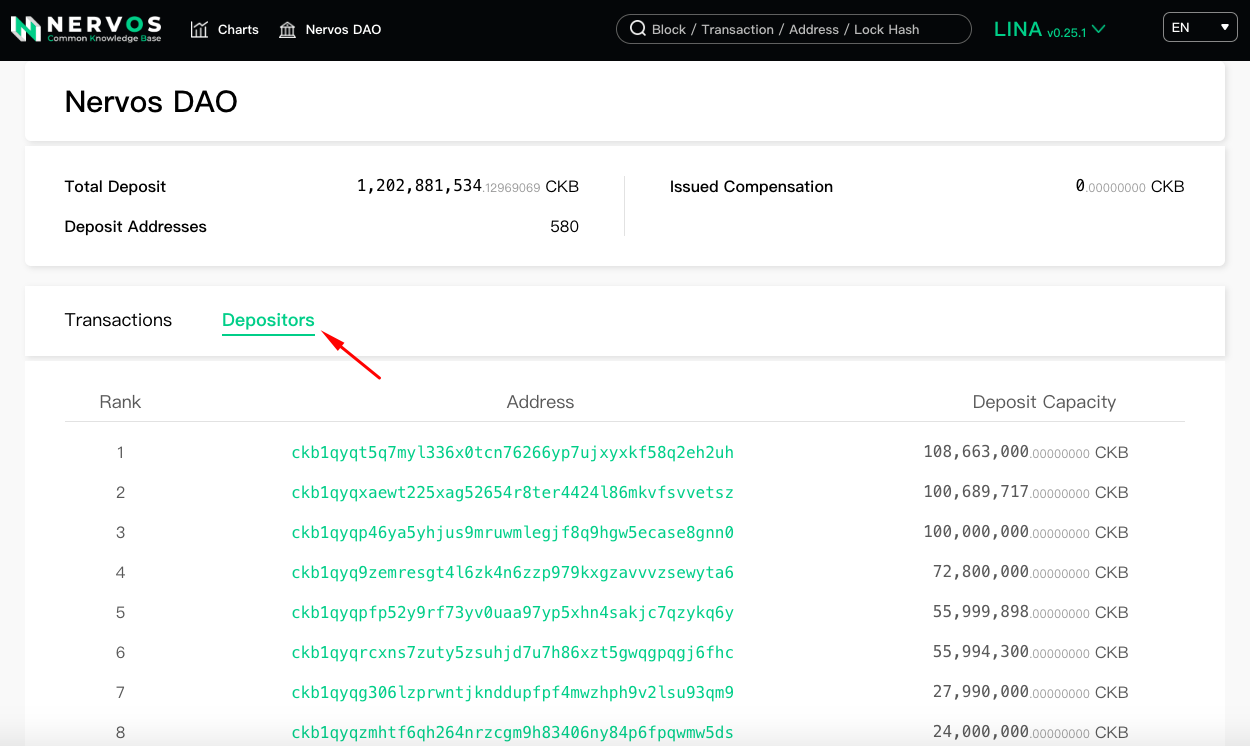 NERVOS
Common Knowledge Base
Charts
Nervos DAO
Block / Transaction / Address / Lock Hash
LINA v0.25.1
EN
Nervos DAO
Total Deposit 1,202,881,534.12969069 CKB
Issued Compensation 0.00000000 CKB
Deposit Addresses 580
Transactions Depositors
Rank Address Deposit Capacity
1 ckb1qyqt5q7myl336x0tcn76266yp7ujxyxkf58q2eh2uh 108,663,000.00000000 CKB
2 ckb1qyqxaewt225xag52654r8ter4424l86mkvfsvvetsz 100,689,717.00000000 CKB
3 ckb1qyqp46ya5yhjus9mruwmlegjf8q9hgw5ecase8gnn0 100,000,000.00000000 CKB
4 ckb1qyq9zemresgt4l6zk4n6zzp979kxgzavvvzsewyta6 72,800,000.00000000 CKB
5 ckb1qyqpfp52y9rf73yv0uaa97yp5xhn4sakjc7qzykq6y 55,999,898.00000000 CKB
6 ckb1qyqrcxns7zuty5zsuhjd7u7h86xzt5gwqgpqgj6fhc 55,994,300.00000000 CKB
7 ckb1qyqg306lzprwntjknddupfpf4mwzhph9v2lsu93qm9 27,990,000.00000000 CKB
8 ckb1qyqzmhtf6qh264nrzcgm9h83406ny84p6fpqwmw5ds 24,000,000.00000000 CKB